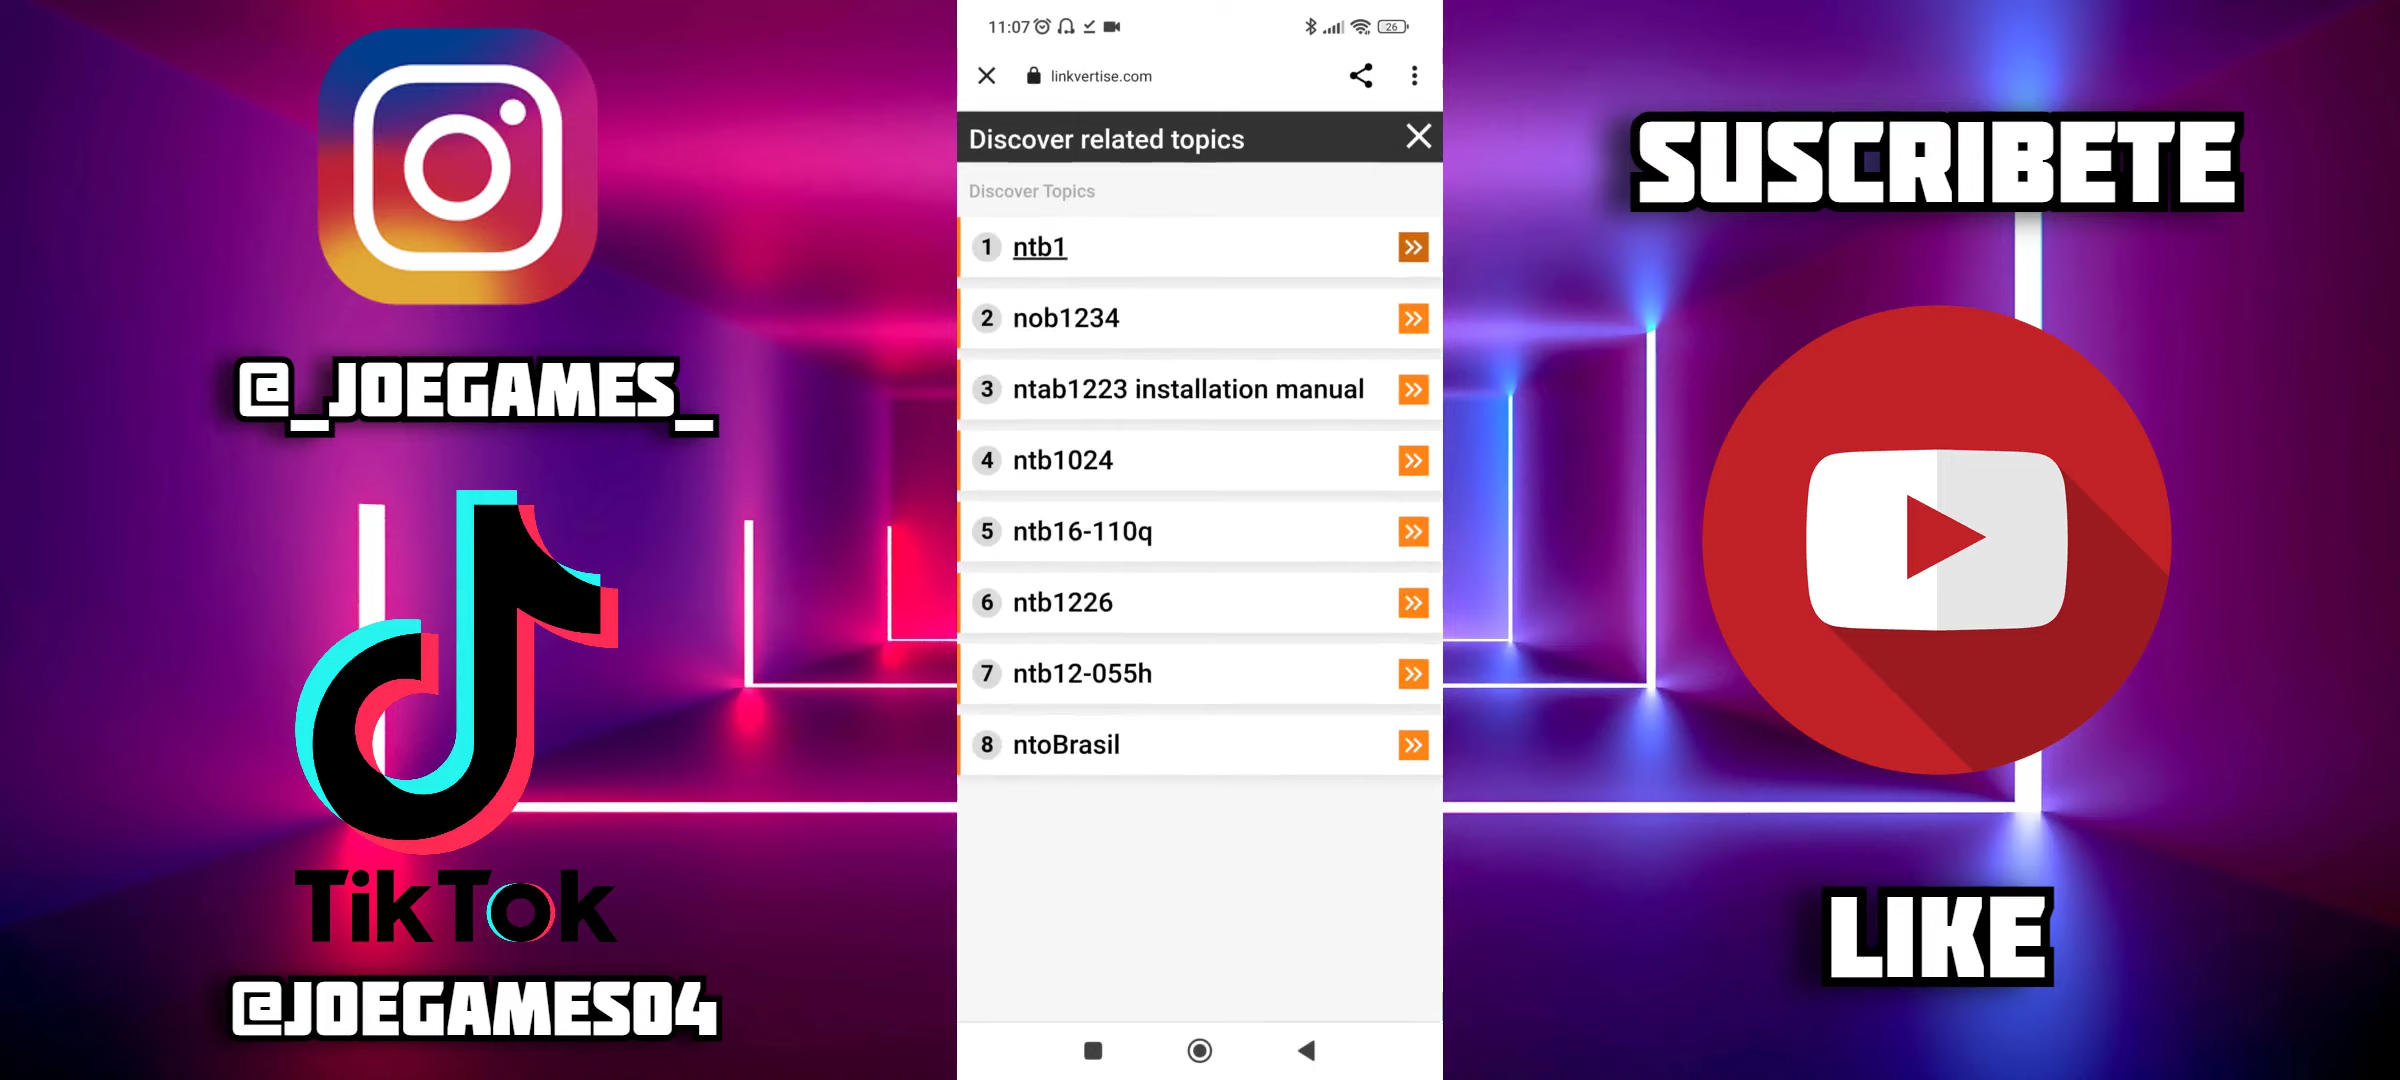 @_JOEGAMES_
TikTok
@JOEGAMES04
11:07
26
linkvertise.com
Discover related topics
Discover Topics
1 ntb1
2 nob1234
3 ntab1223 installation manual
4 ntb1024
5 ntb16-110q
6 ntb1226
7 ntb12-055h
8 ntoBrasil
SUSCRIBETE
LIKE